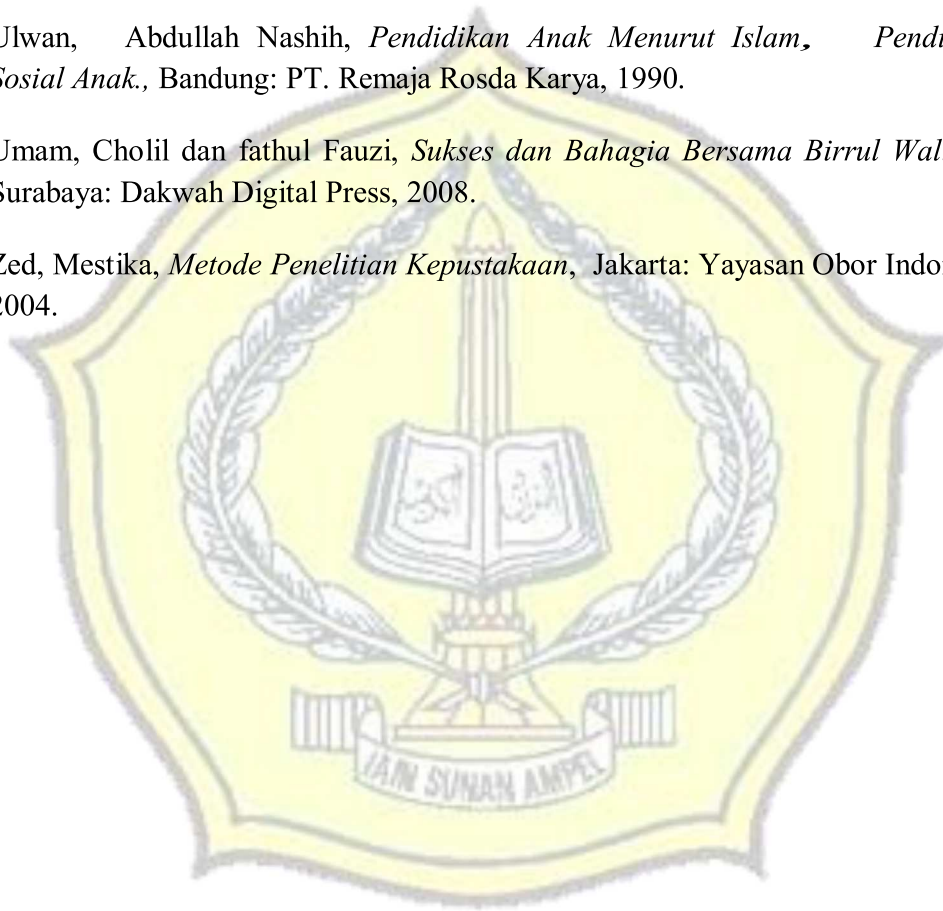 Ulwan, Abdullah Nashih, Pendidikan Anak Menurut Islam, Pendi
Sosial Anak., Bandung: PT. Remaja Rosda Karya, 1990.
Umam, Cholil dan fathul Fauzi, Sukses dan Bahagia Bersama Birrul Wal
Surabaya: Dakwah Digital Press, 2008.
Zed, Mestika, Metode Penelitian Kepustakaan, Jakarta: Yayasan Obor Indo
2004.
IAIN SUNAN AMPEL